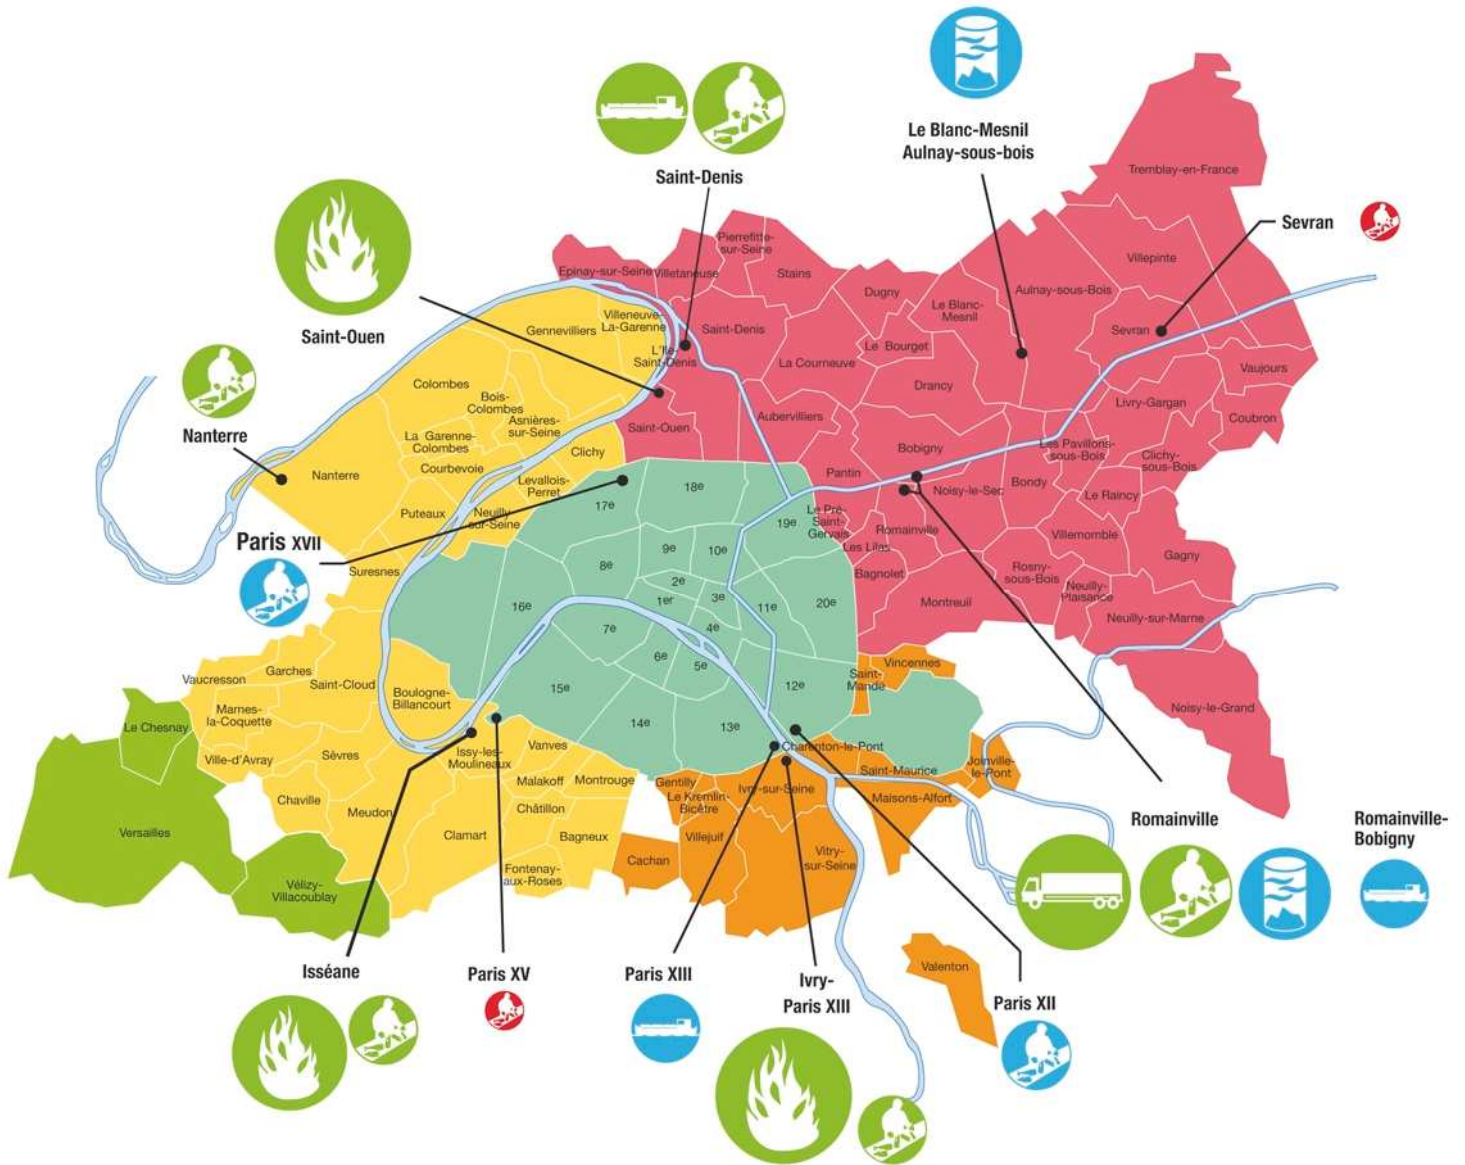 Le Blanc-Mesnil
Aulnay-sous-bois
Saint-Denis
Sevran
Saint-Ouen
Nanterre
Paris XVII
Tremblay-en-France
Villepinte
Aulnay-sous-Bois
Le Blanc-
Mesnil
Sevran
Pierrefitte-
sur-Seine
Epinay-sur-Seine
Villetaneuse
Stains
Dugny
Villeneuve-
La-Garenne
Gennevilliers
Saint-Denis
L'Ile-
Saint-Denis
La Courneuve
Le Bourget
Drancy
Vaujours
Livry-Gargan
Coubron
Colombes
Bois-
Colombes
Asnières-
sur-Seine
La Garenne-
Colombes
Courbevoie
Clichy
Saint-Ouen
Aubervilliers
Bobigny
Les Pavillons-
sous-Bois
Clichy-
sous-Bois
Nanterre
Levallois-
Perret
Pantin
Noisy-le-Sec
Bondy
Le Raincy
Puteaux
Neuilly-
sur-Seine
17e
18e
19e
Le Pré-
Saint-
Gervais
Romainville
Villemomble
Les Lilas
Gagny
Suresnes
8e
9e
10e
Bagnolet
Rosny-
sous-Bois
Neuilly-
Plaisance
16e
2e
1er
3e
11e
20e
Montreuil
Neuilly-sur-Marne
7e
4e
6e
5e
Garches
Vaucresson
Saint-Cloud
Boulogne-
Billancourt
15e
12e
Saint-
Mandé
Vincennes
Marnes-
la-Coquette
14e
13e
Noisy-le-Grand
Le Chesnay
Ville-d'Avray
Sèvres
Issy-les-
Moulineaux
Vanves
Charenton-le-Pont
Saint-Maurice
Joinville-
le-Pont
Malakoff
Montrouge
Gentilly
Le Kremlin-
Bicêtre
Ivry-sur-Seine
Maisons-Alfort
Chaville
Meudon
Châtillon
Versailles
Clamart
Bagneux
Villejuif
Cachan
Vitry-
sur-Seine
Fontenay-
aux-Roses
Vélizy-
Villacoublay
Valenton
Romainville
Romainville-
Bobigny
Isséane
Paris XV
Paris XIII
Ivry-
Paris XIII
Paris XII